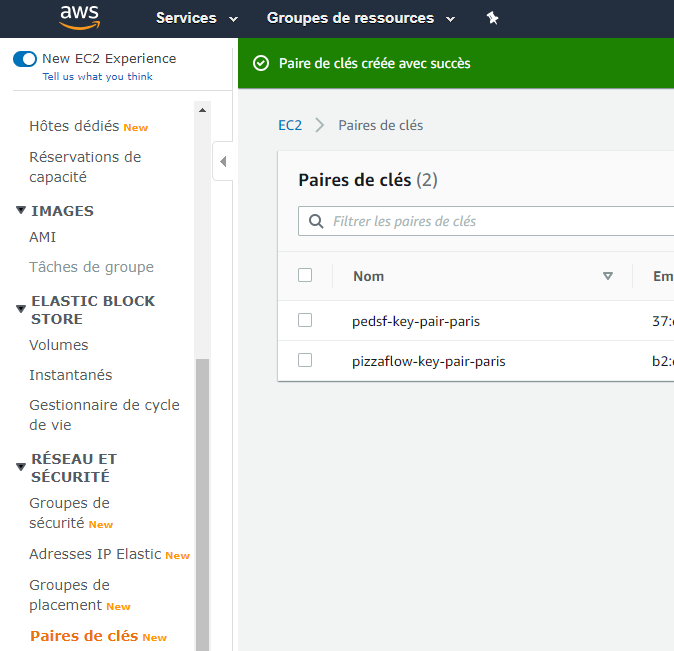 aws Services Groupes de ressources
New EC2 Experience
Tell us what you think
Hôtes dédiés New
Réservations de
capacité
IMAGES
AMI
Tâches de groupe
ELASTIC BLOCK
STORE
Volumes
Instantanés
Gestionnaire de cycle
de vie
RÉSEAU ET
SÉCURITÉ
Groupes de
sécurité New
Adresses IP Elastic New
Groupes de
placement New
Paires de clés New
Paire de clés créée avec succès
EC2 Paires de clés
Paires de clés (2)
Filtrer les paires de clés
Nom
pedsf-key-pair-paris 37:
pizzaflow-key-pair-paris b2: